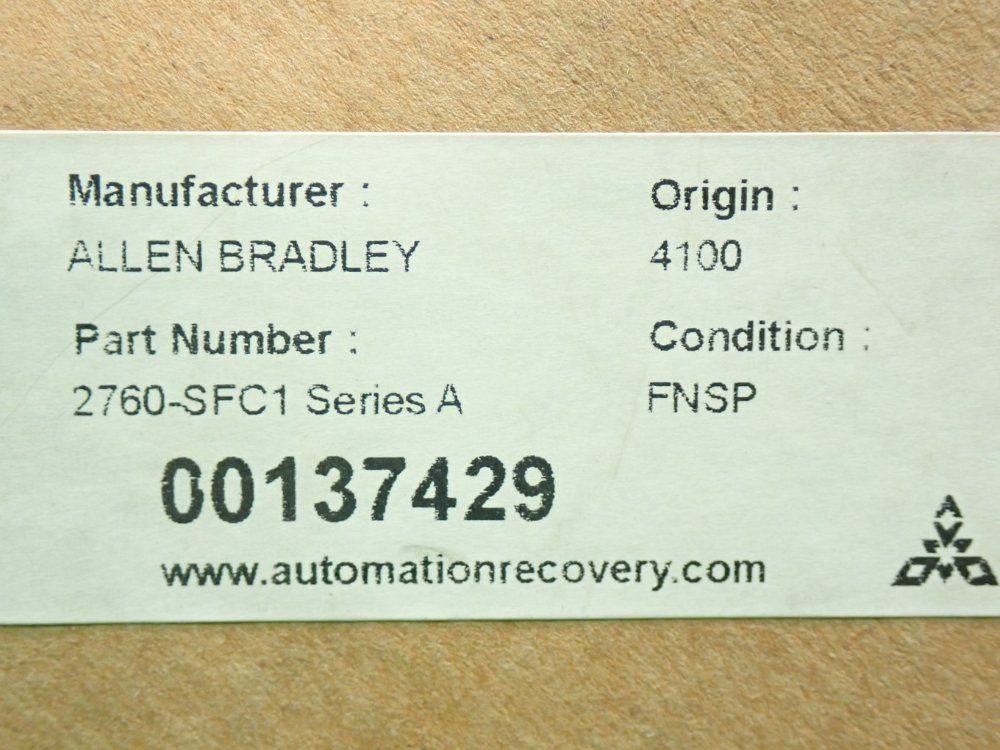 Manufacturer :
ALLEN BRADLEY
Origin :
4100
Part Number :
2760-SFC1 Series A
Condition :
FNSP
00137429
www.automationrecovery.com